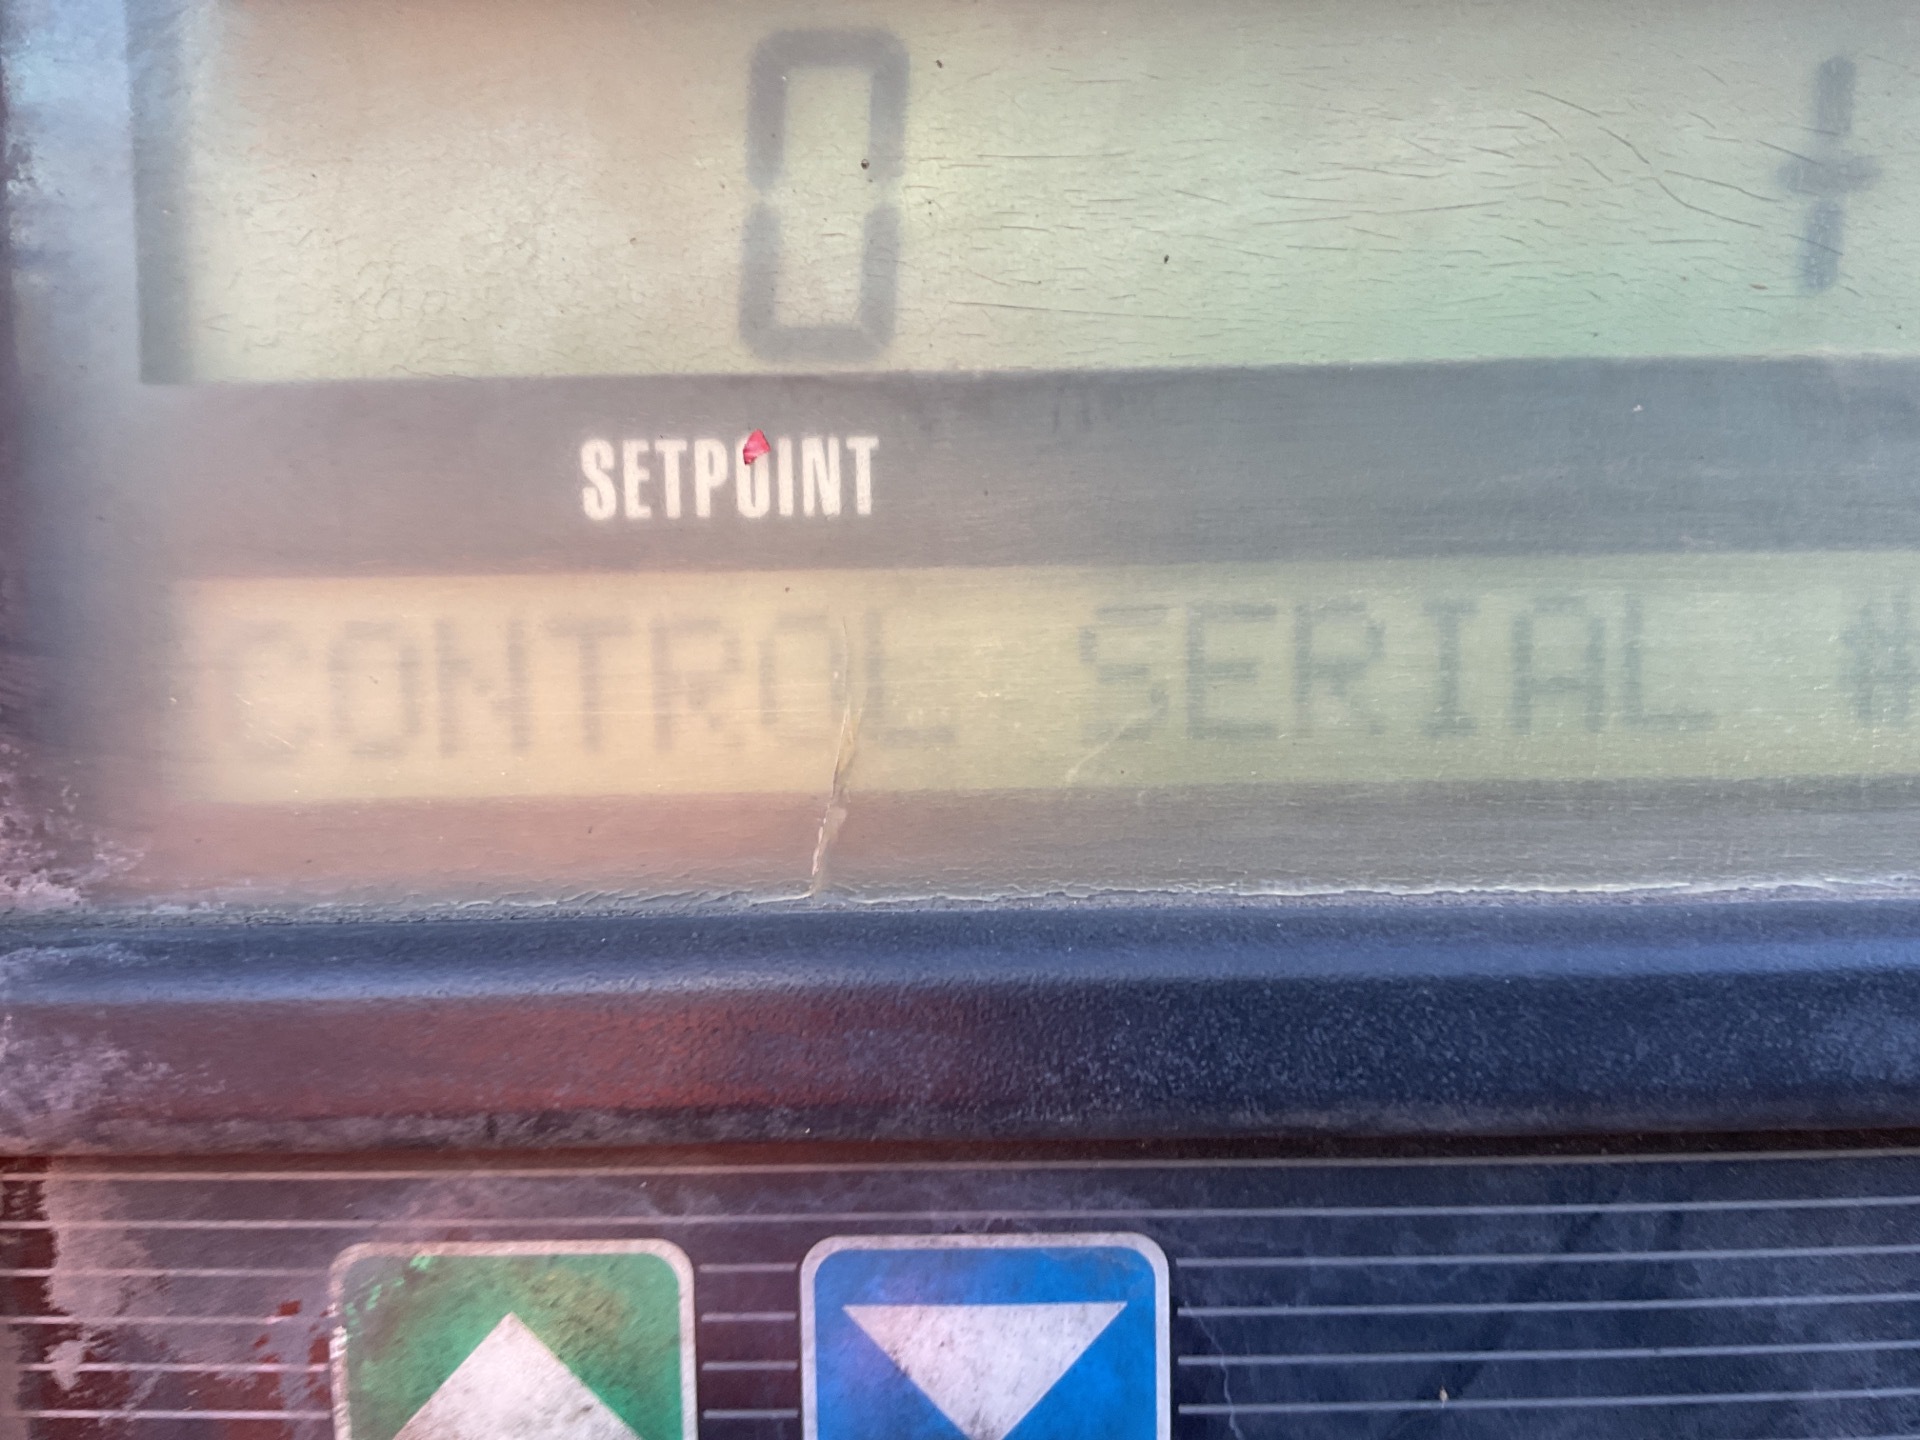 0 +
SETPOINT
CONTROL SERIAL #